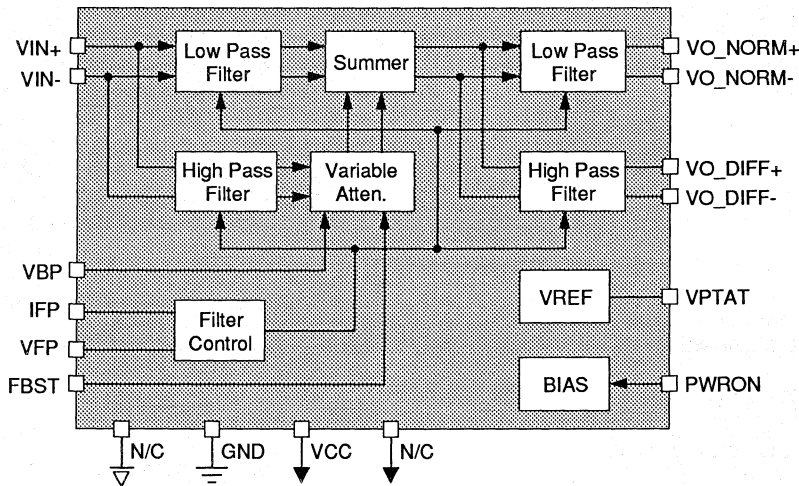 VIN+
VIN-
Low Pass
Filter
Summer
Low Pass
Filter
VO_NORM+
VO_NORM-
High Pass
Filter
Variable
Atten.
High Pass
Filter
VO_DIFF+
VO_DIFF-
VBP
IFP
VFP
FBST
Filter
Control
VREF
VPTAT
BIAS
PWRON
N/C
GND
VCC
N/C